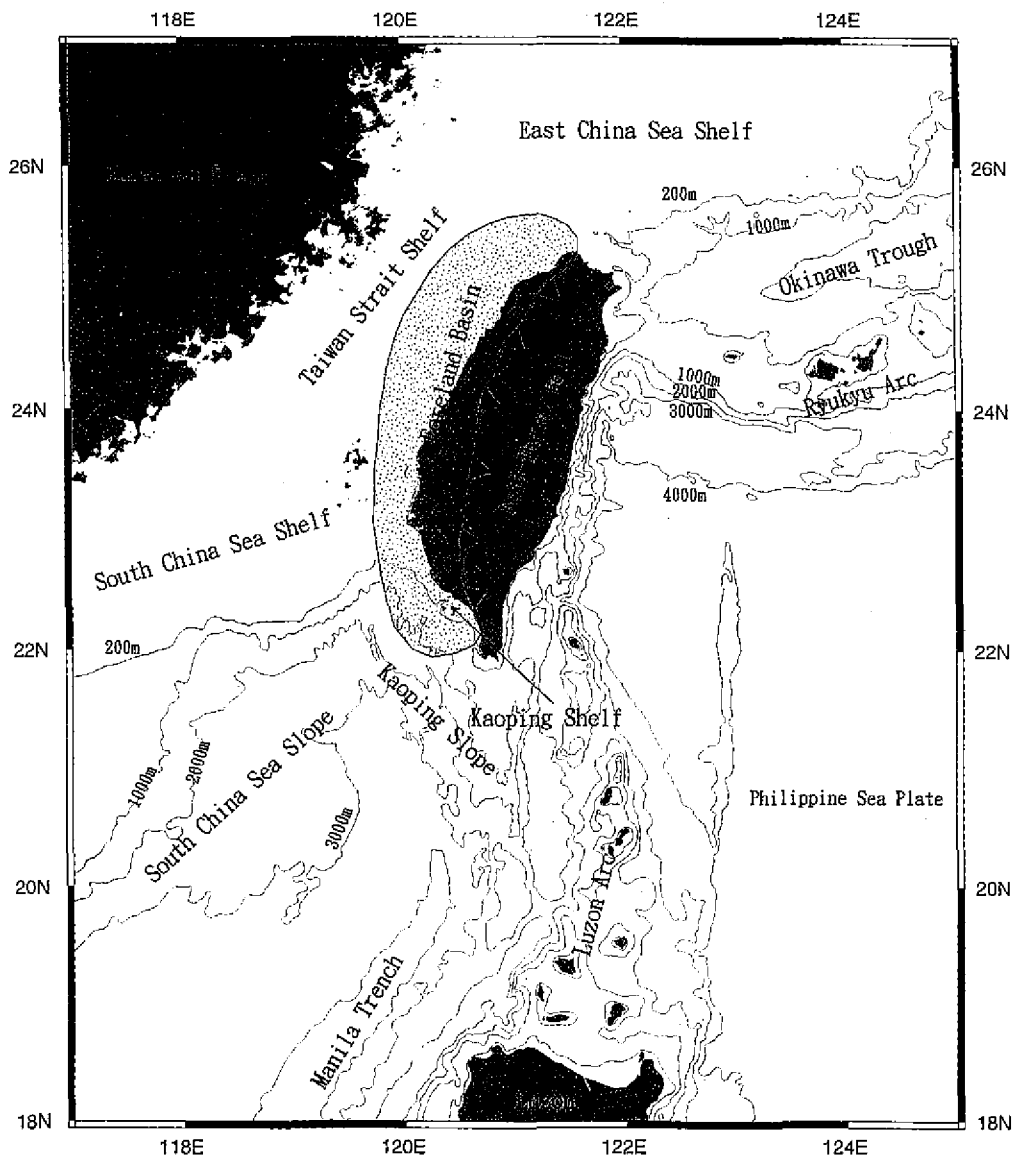 118E 120E 122E 124E
East China Sea Shelf
26N 26N
200m
1000m
Taiwan Strait Shelf
Okinawa Trough
Basin
1000m
2000m
3000m
Ryukyu Arc
24N 24N
4000m
South China Sea Shelf
200m
22N 22N
Kaoping Slope
Kaoping Shelf
1000m
2000m
South China Sea Slope
3000m
Philippine Sea Plate
20N 20N
Luzon Arc
Manila Trench
Luzon
18N 18N
118E 120E 122E 124E